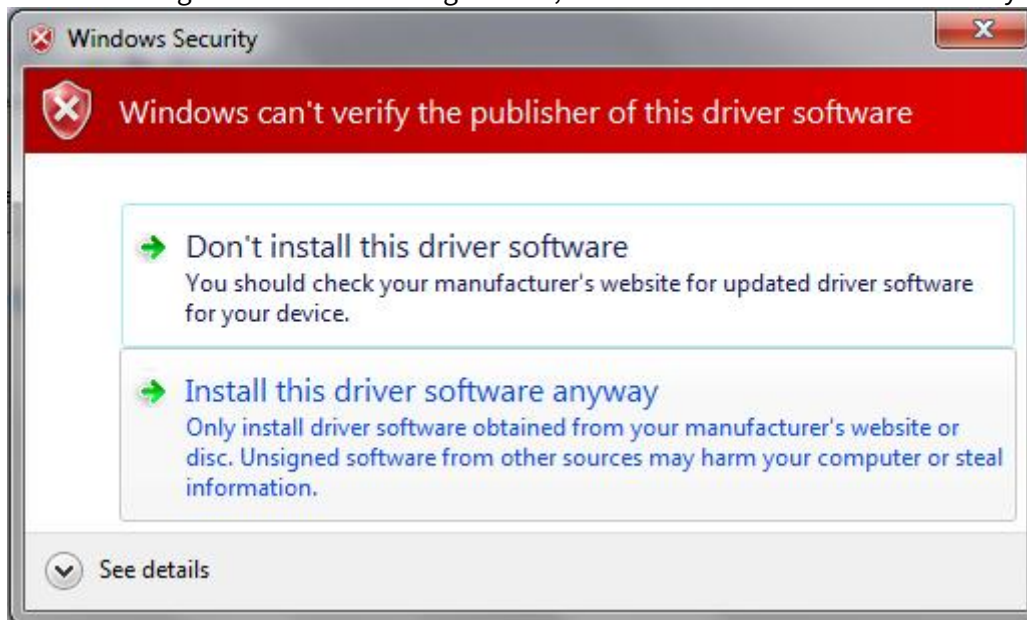 Windows Security
Windows can't verify the publisher of this driver software
Don't install this driver software
You should check your manufacturer's website for updated driver software
for your device.
Install this driver software anyway
Only install driver software obtained from your manufacturer's website or
disc. Unsigned software from other sources may harm your computer or steal
information.
See details